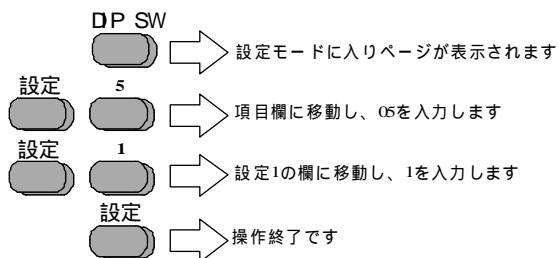 DIP SW
設定モードに入りページが表示されます
設定 5
項目欄に移動し、05を入力します
設定 1
設定1の欄に移動し、1を入力します
設定
操作終了です